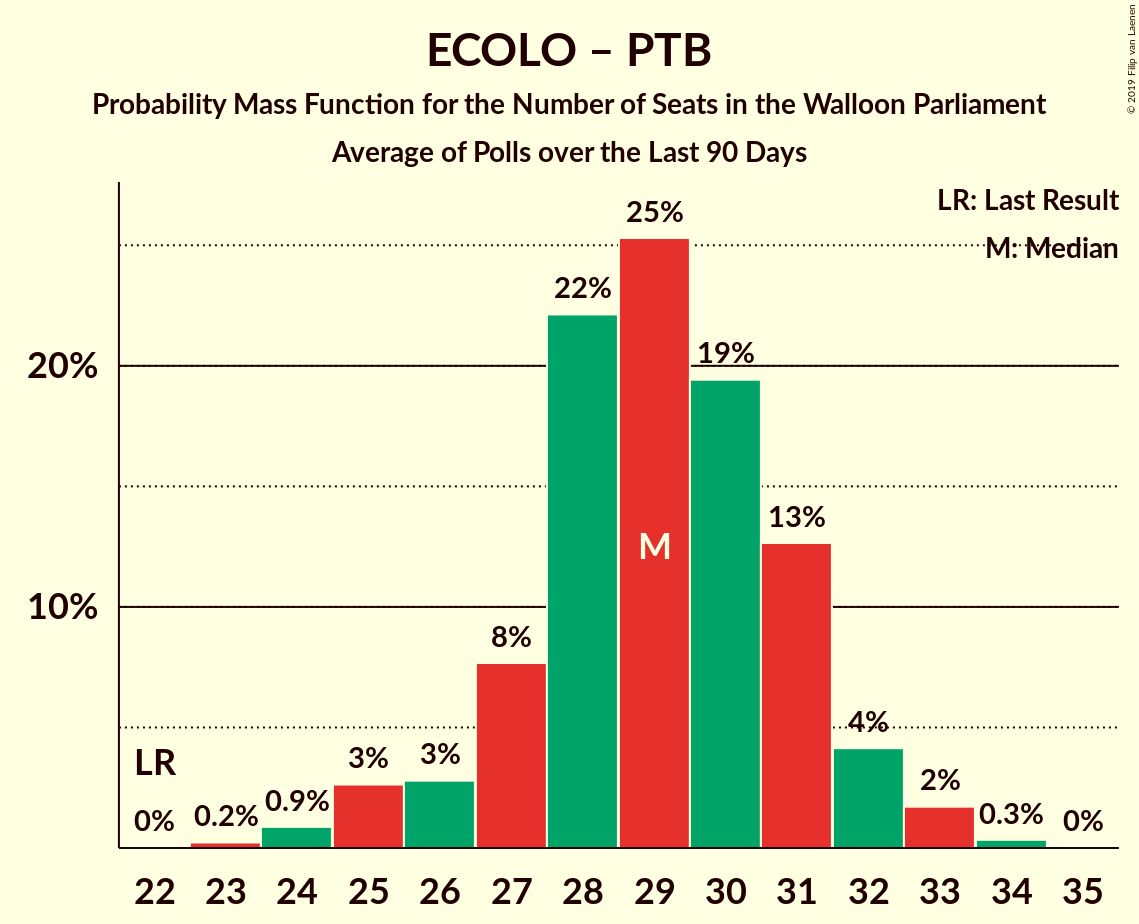 ECOLO – PTB
Probability Mass Function for the Number of Seats in the Walloon Parliament
Average of Polls over the Last 90 Days
© 2019 Filip van Laenen
LR: Last Result
M: Median
25%
22%
20%
19%
13%
M
10%
8%
4%
LR
3%
3%
2%
0%
0.2%
0.9%
0.3%
0%
22 23 24 25 26 27 28 29 30 31 32 33 34 35